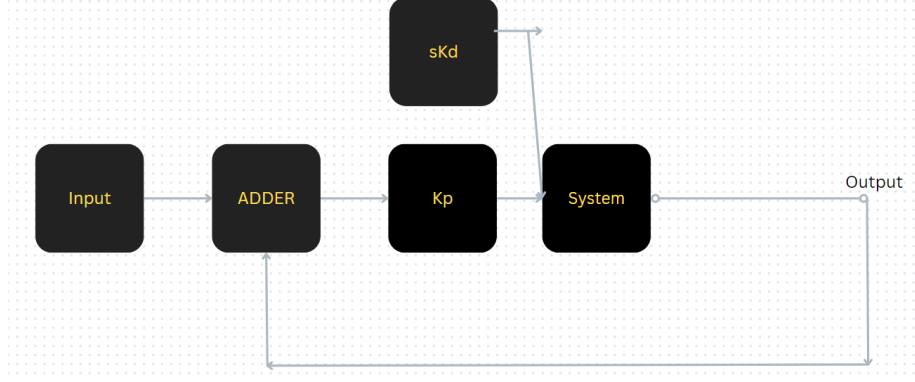 sKd
Input
ADDER
Kp
System
Output